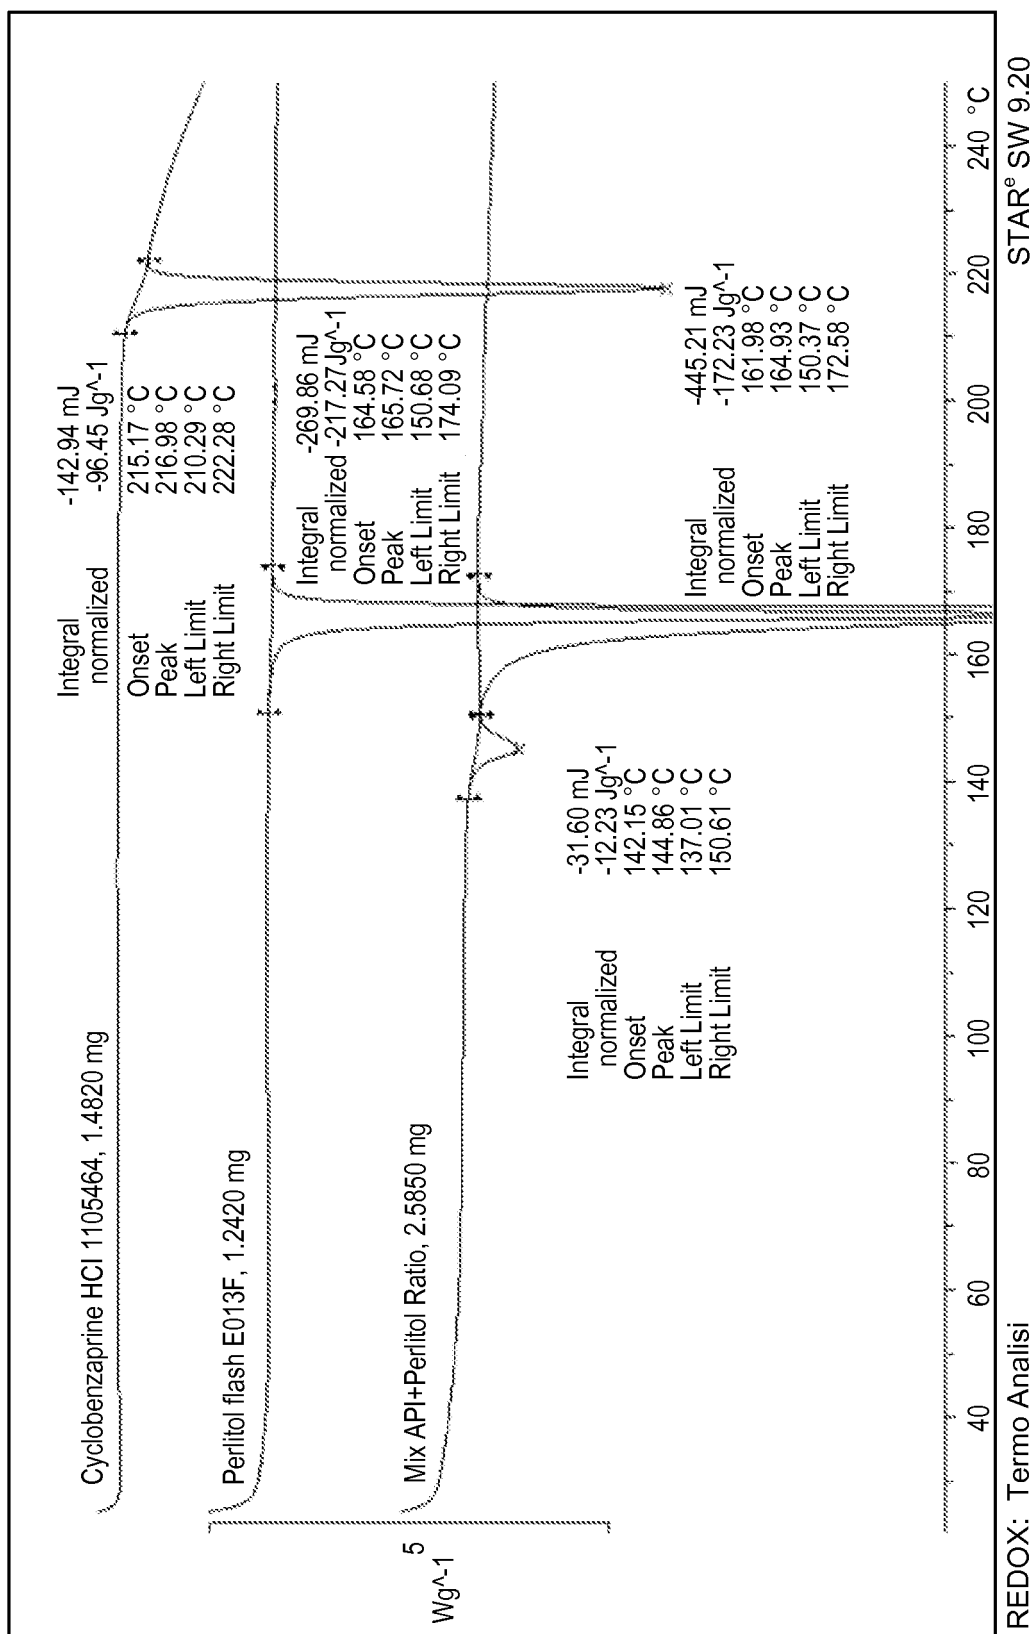 Cyclobenzaprine HCl 1105464, 1.4820 mg
Integral -142.94 mJ
normalized -96.45 Jg^-1
Onset 215.17 °C
Peak 216.98 °C
Left Limit 210.29 °C
Right Limit 222.28 °C
Perlitol flash E013F, 1.2420 mg
Integral -269.86 mJ
normalized -217.27Jg^-1
Onset 164.58 °C
Peak 165.72 °C
Left Limit 150.68 °C
Right Limit 174.09 °C
Mix API+Perlitol Ratio, 2.5850 mg
Integral -31.60 mJ
normalized -12.23 Jg^-1
Onset 142.15 °C
Peak 144.86 °C
Left Limit 137.01 °C
Right Limit 150.61 °C
Integral -445.21 mJ
normalized -172.23 Jg^-1
Onset 161.98 °C
Peak 164.93 °C
Left Limit 150.37 °C
Right Limit 172.58 °C
5
Wg^-1
40 60 80 100 120 140 160 180 200 220 240 °C
REDOX: Termo Analisi STARe SW 9.20